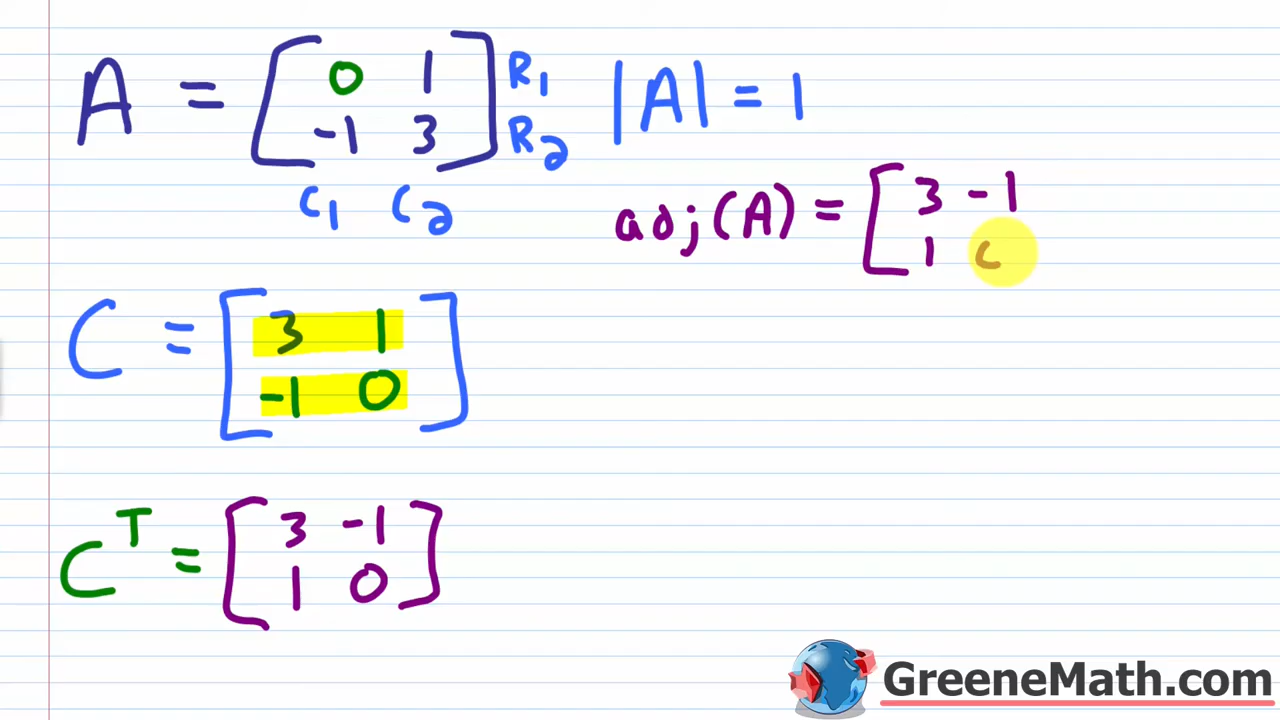 A = [ 0 1 R1 |A| = 1
-1 3 ] R2
C1 C2
adj(A) = [ 3 -1
1
C = [ 3 1
-1 0 ]
C^T = [ 3 -1
1 0 ]
GreeneMath.com